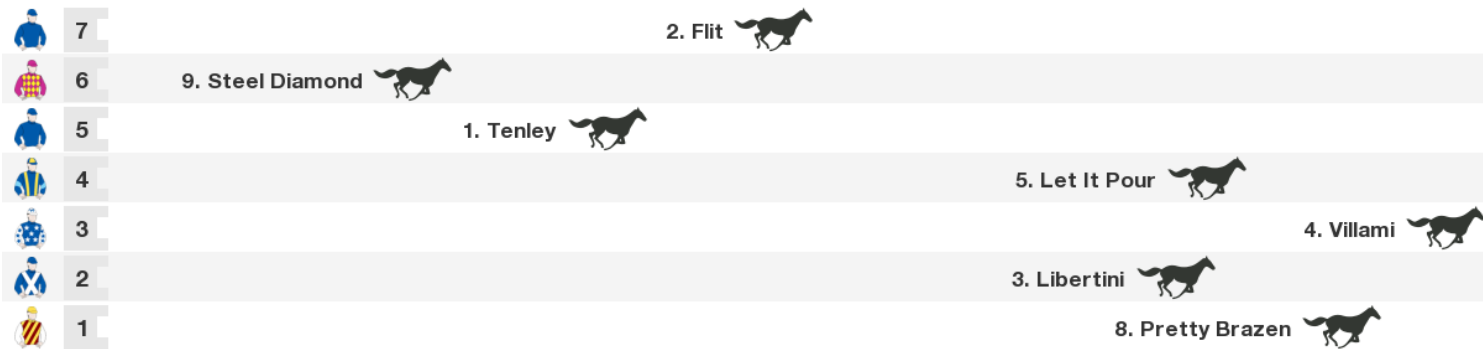 7 2. Flit
6 9. Steel Diamond
5 1. Tenley
4 5. Let It Pour
3 4. Villami
2 3. Libertini
1 8. Pretty Brazen